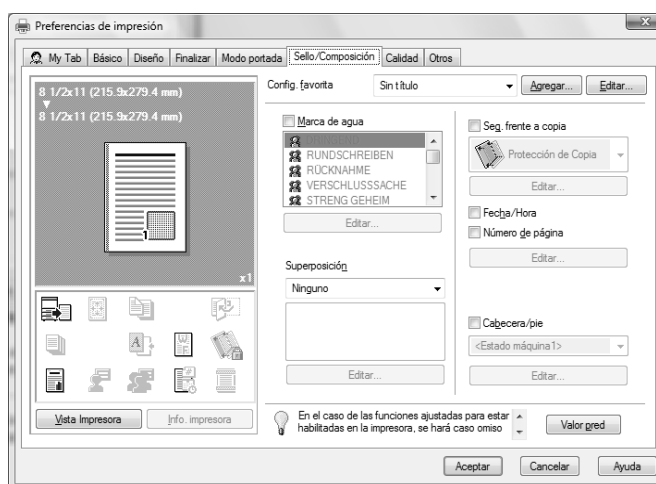 Preferencias de impresión
My Tab Básico Diseño Finalizar Modo portada Sello/Composición Calidad Otros
8 1/2x11 (215.9x279.4 mm)
8 1/2x11 (215.9x279.4 mm)
1
x1
Vista Impresora Info. impresora
Config. favorita Sin título Agregar... Editar...
Marca de agua
RUNDSCHREIBEN
RÜCKNAHME
VERSCHLUSSSACHE
STRENG GEHEIM
Editar...
Superposición
Ninguno
Editar...
Seg. frente a copia
Protección de Copia
Editar...
Fecha/Hora
Número de página
Editar...
Cabecera/pie
<Estado máquina1>
Editar...
En el caso de las funciones ajustadas para estar
habilitadas en la impresora, se hará caso omiso
Valor pred
Aceptar Cancelar Ayuda